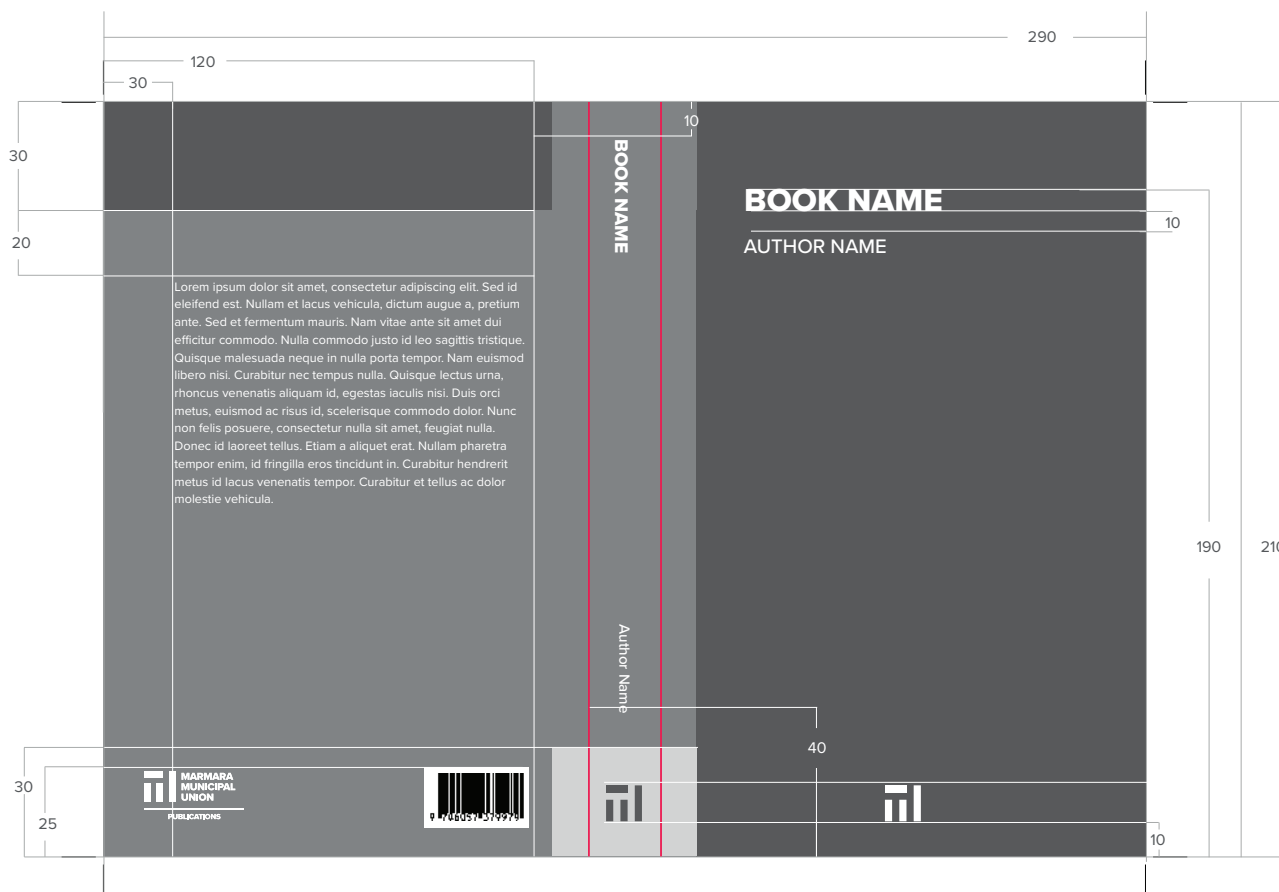 290
120
30
10
30
BOOK NAME
BOOK NAME
10
AUTHOR NAME
20
Lorem ipsum dolor sit amet, consectetur adipiscing elit. Sed id
eleifend est. Nullam et lacus vehicula, dictum augue a, pretium
ante. Sed et fermentum mauris. Nam vitae ante sit amet dui
efficitur commodo. Nulla commodo justo id leo sagittis tristique.
Quisque malesuada neque in nulla porta tempor. Nam euismod
libero nisi. Curabitur nec tempus nulla. Quisque lectus urna,
rhoncus venenatis aliquam id, egestas iaculis nisi. Duis orci
metus, euismod ac risus id, scelerisque commodo dolor. Nunc
non felis posuere, consectetur nulla sit amet, feugiat nulla.
Donec id laoreet tellus. Etiam a aliquet erat. Nullam pharetra
tempor enim, id fringilla eros tincidunt in. Curabitur hendrerit
metus id lacus venenatis tempor. Curabitur et tellus ac dolor
molestie vehicula.
190
210
Author Name
40
30
MARMARA
MUNICIPAL
UNION
PUBLICATIONS
25
10